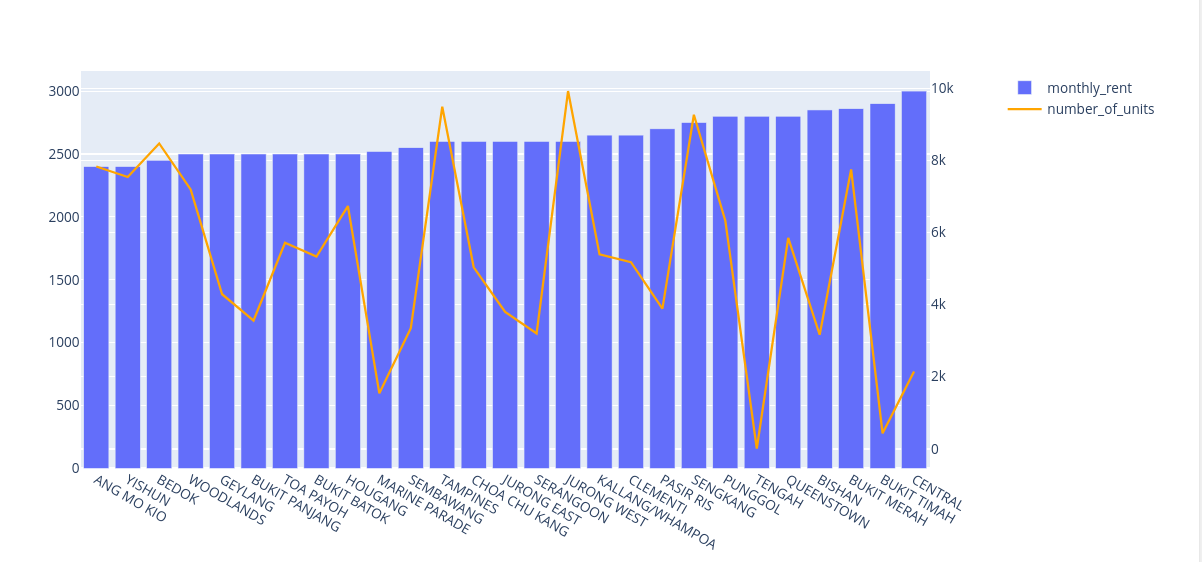 monthly_rent
number_of_units
3000
2500
2000
1500
1000
500
0
10k
8k
6k
4k
2k
0
ANG MO KIO
YISHUN
BEDOK
WOODLANDS
GEYLANG
BUKIT PANJANG
TOA PAYOH
BUKIT BATOK
HOUGANG
MARINE PARADE
SEMBAWANG
TAMPINES
CHOA CHU KANG
JURONG EAST
SERANGOON
JURONG WEST
KALLANG/WHAMPOA
CLEMENTI
PASIR RIS
SENGKANG
PUNGGOL
TENGAH
QUEENSTOWN
BISHAN
BUKIT MERAH
BUKIT TIMAH
CENTRAL